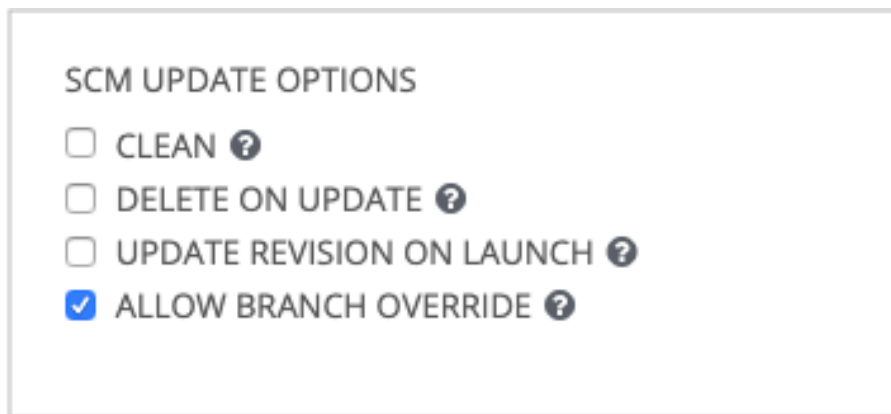 SCM UPDATE OPTIONS
CLEAN ?
DELETE ON UPDATE ?
UPDATE REVISION ON LAUNCH ?
ALLOW BRANCH OVERRIDE ?